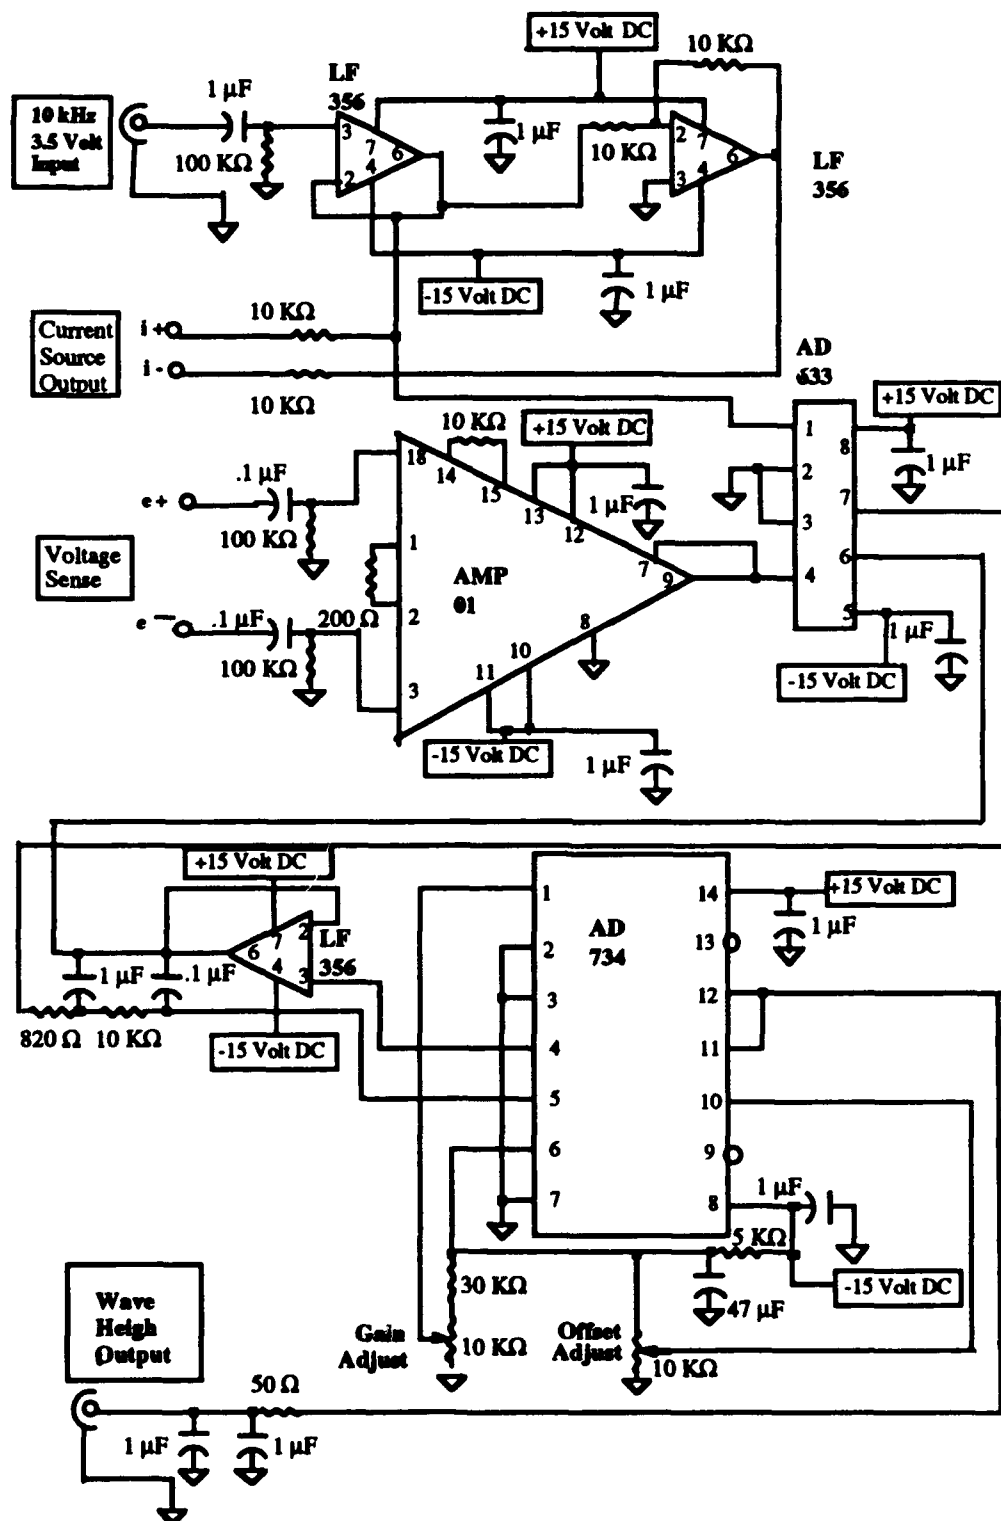 +15 Volt DC
10 KΩ
LF
356
1 µF
10 kHz
3.5 Volt
Input
100 KΩ
3
7
4
6
2
1 µF
10 KΩ
2
7
4
6
3
LF
356
-15 Volt DC
1 µF
Current
Source
Output
i +
i -
10 KΩ
10 KΩ
AD
633
+15 Volt DC
1
2
3
4
8
7
6
5
1 µF
1 µF
-15 Volt DC
10 KΩ
+15 Volt DC
18
14
15
13
12
1 µF
.1 µF
e+
100 KΩ
Voltage
Sense
1
2
3
AMP
01
7
9
8
10
11
e —
.1 µF
200 Ω
100 KΩ
-15 Volt DC
1 µF
+15 Volt DC
2
7
6
4
3
LF
356
1 µF
.1 µF
820 Ω
10 KΩ
-15 Volt DC
AD
734
1
2
3
4
5
6
7
14
13
12
11
10
9
8
+15 Volt DC
1 µF
1 µF
5 KΩ
-15 Volt DC
47 µF
30 KΩ
Gain
Adjust
10 KΩ
Offset
Adjust
10 KΩ
Wave
Heigh
Output
50 Ω
1 µF
1 µF